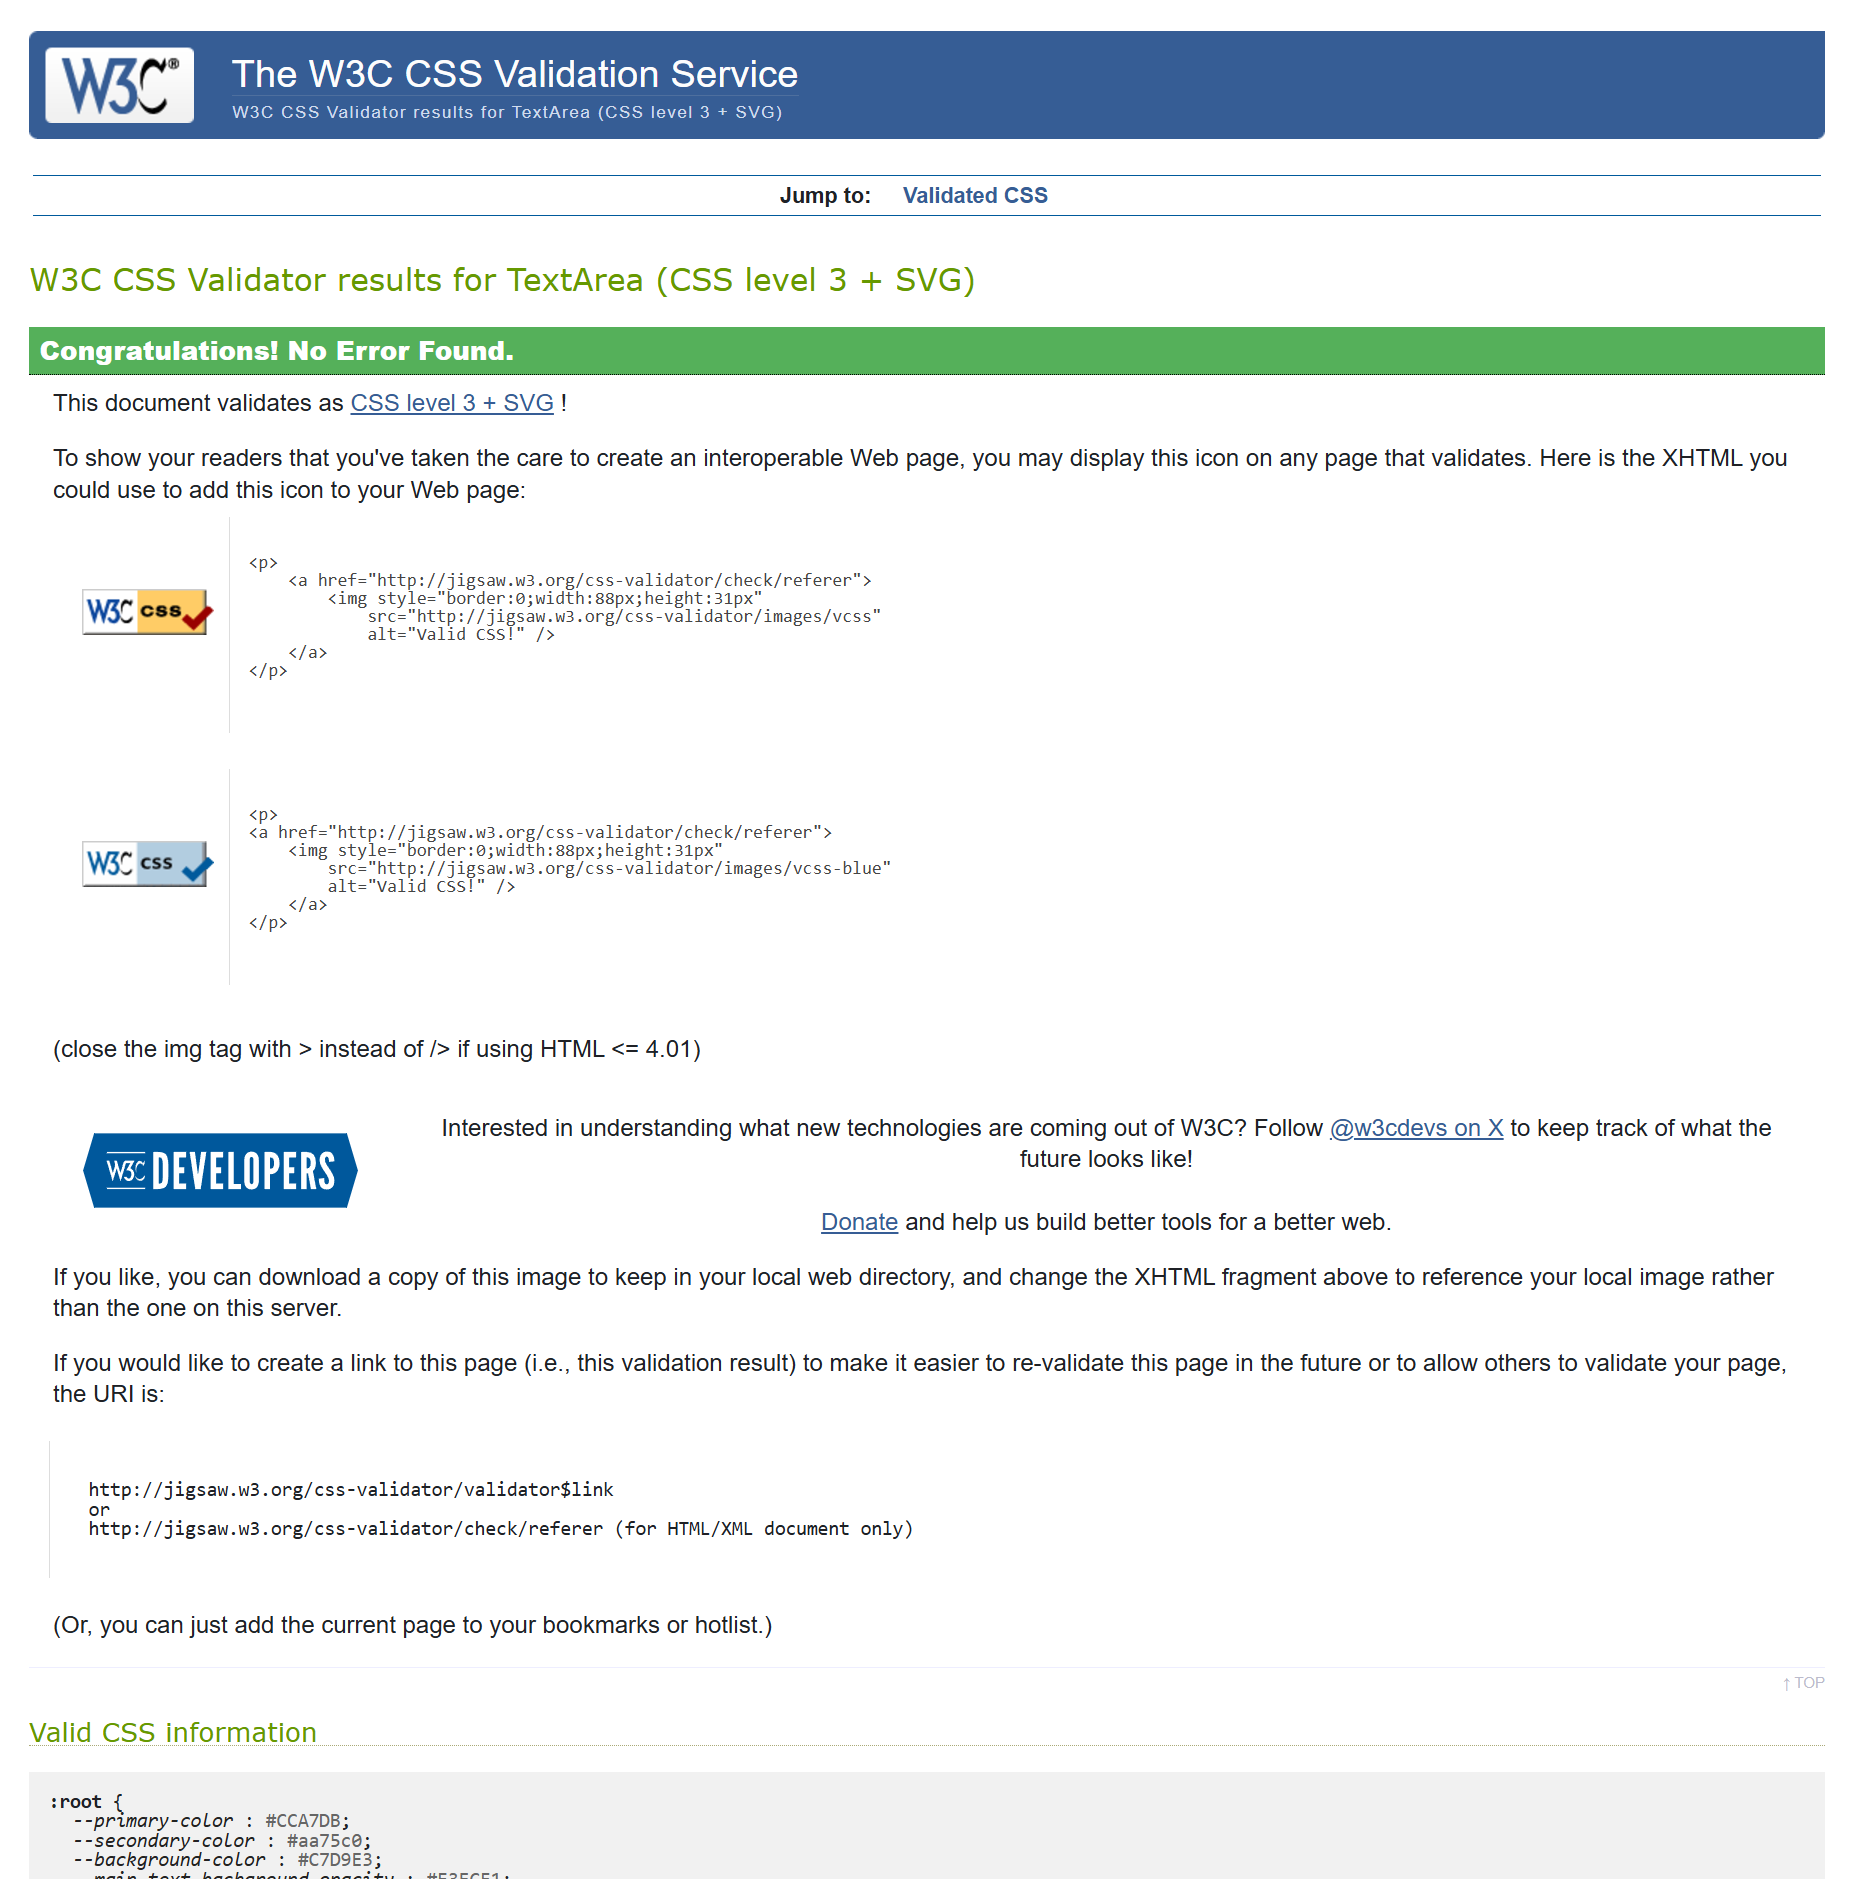 W3C®
The W3C CSS Validation Service
W3C CSS Validator results for TextArea (CSS level 3 + SVG)
Jump to: Validated CSS
W3C CSS Validator results for TextArea (CSS level 3 + SVG)
Congratulations! No Error Found.
This document validates as CSS level 3 + SVG !
To show your readers that you've taken the care to create an interoperable Web page, you may display this icon on any page that validates. Here is the XHTML you
could use to add this icon to your Web page:
W3C css
<p>
    <a href="http://jigsaw.w3.org/css-validator/check/referer">
        <img style="border:0;width:88px;height:31px"
            src="http://jigsaw.w3.org/css-validator/images/vcss"
            alt="Valid CSS!" />
    </a>
</p>
W3C css
<p>
<a href="http://jigsaw.w3.org/css-validator/check/referer">
    <img style="border:0;width:88px;height:31px"
        src="http://jigsaw.w3.org/css-validator/images/vcss-blue"
        alt="Valid CSS!" />
    </a>
</p>
(close the img tag with > instead of /> if using HTML <= 4.01)
W3C DEVELOPERS
Interested in understanding what new technologies are coming out of W3C? Follow @w3cdevs on X to keep track of what the
future looks like!
Donate and help us build better tools for a better web.
If you like, you can download a copy of this image to keep in your local web directory, and change the XHTML fragment above to reference your local image rather
than the one on this server.
If you would like to create a link to this page (i.e., this validation result) to make it easier to re-validate this page in the future or to allow others to validate your page,
the URI is:
http://jigsaw.w3.org/css-validator/validator$link
or
http://jigsaw.w3.org/css-validator/check/referer (for HTML/XML document only)
(Or, you can just add the current page to your bookmarks or hotlist.)
↑ TOP
Valid CSS information
:root {
--primary-color : #CCA7DB;
--secondary-color : #aa75c0;
--background-color : #C7D9E3;